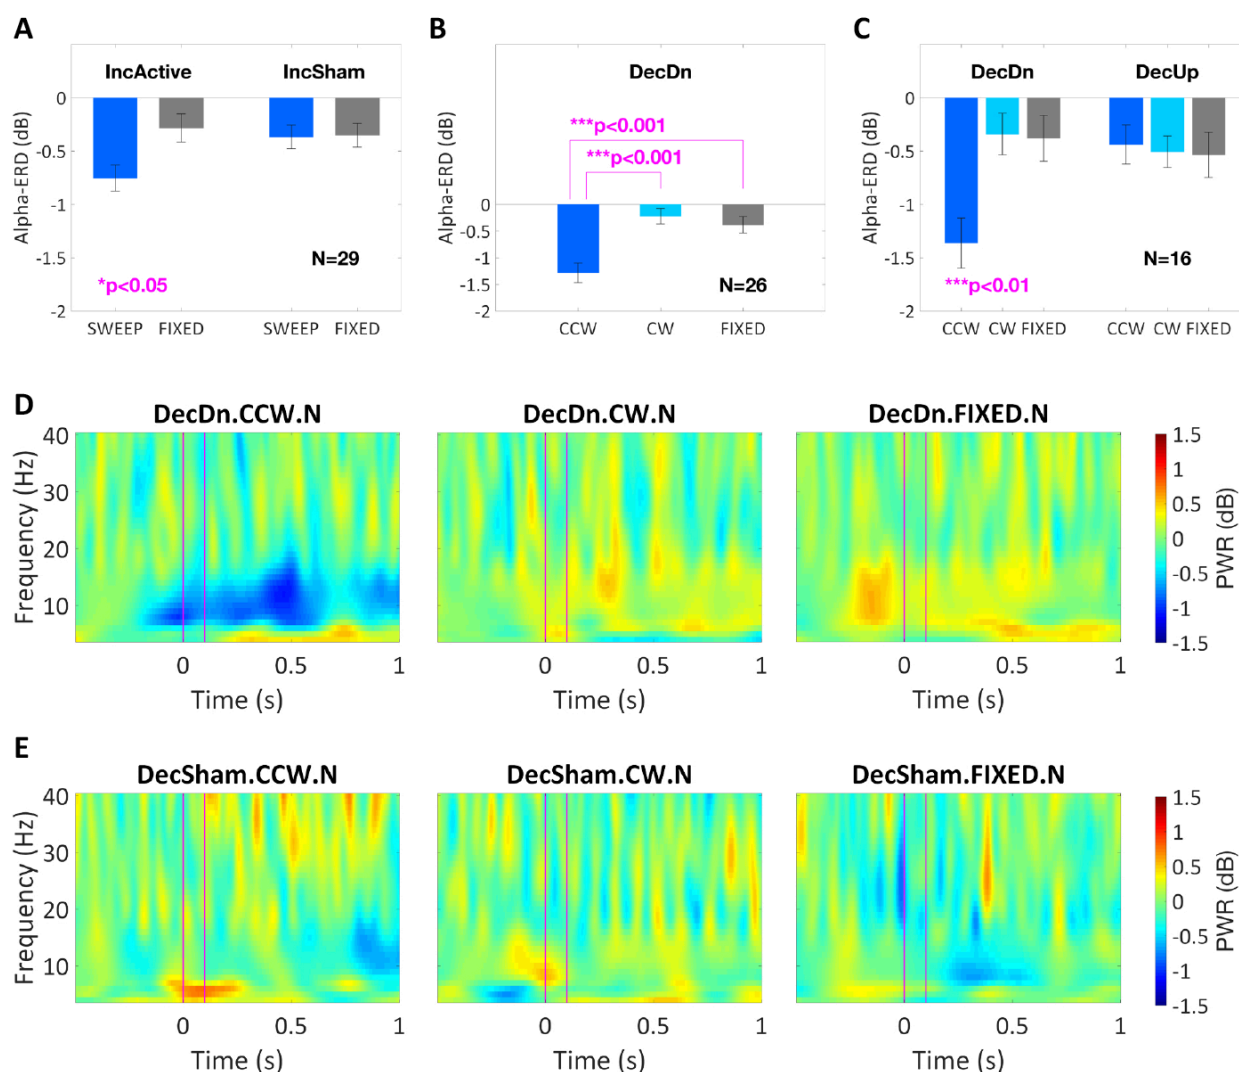 A
IncActive IncSham
0
-0.5
-1
-1.5
-2
Alpha-ERD (dB)
N=29
*p<0.05
SWEEP FIXED SWEEP FIXED
B
DecDn
***p<0.001
***p<0.001
0
-0.5
-1
-1.5
-2
Alpha-ERD (dB)
N=26
CCW CW FIXED
C
DecDn DecUp
0
-0.5
-1
-1.5
-2
Alpha-ERD (dB)
N=16
***p<0.01
CCW CW FIXED CCW CW FIXED
D
DecDn.CCW.N DecDn.CW.N DecDn.FIXED.N
40
30
20
10
Frequency (Hz)
0 0.5 1 0 0.5 1 0 0.5 1
Time (s) Time (s) Time (s)
1.5
1
0.5
0
-0.5
-1
-1.5
PWR (dB)
E
DecSham.CCW.N DecSham.CW.N DecSham.FIXED.N
40
30
20
10
Frequency (Hz)
0 0.5 1 0 0.5 1 0 0.5 1
Time (s) Time (s) Time (s)
1.5
1
0.5
0
-0.5
-1
-1.5
PWR (dB)